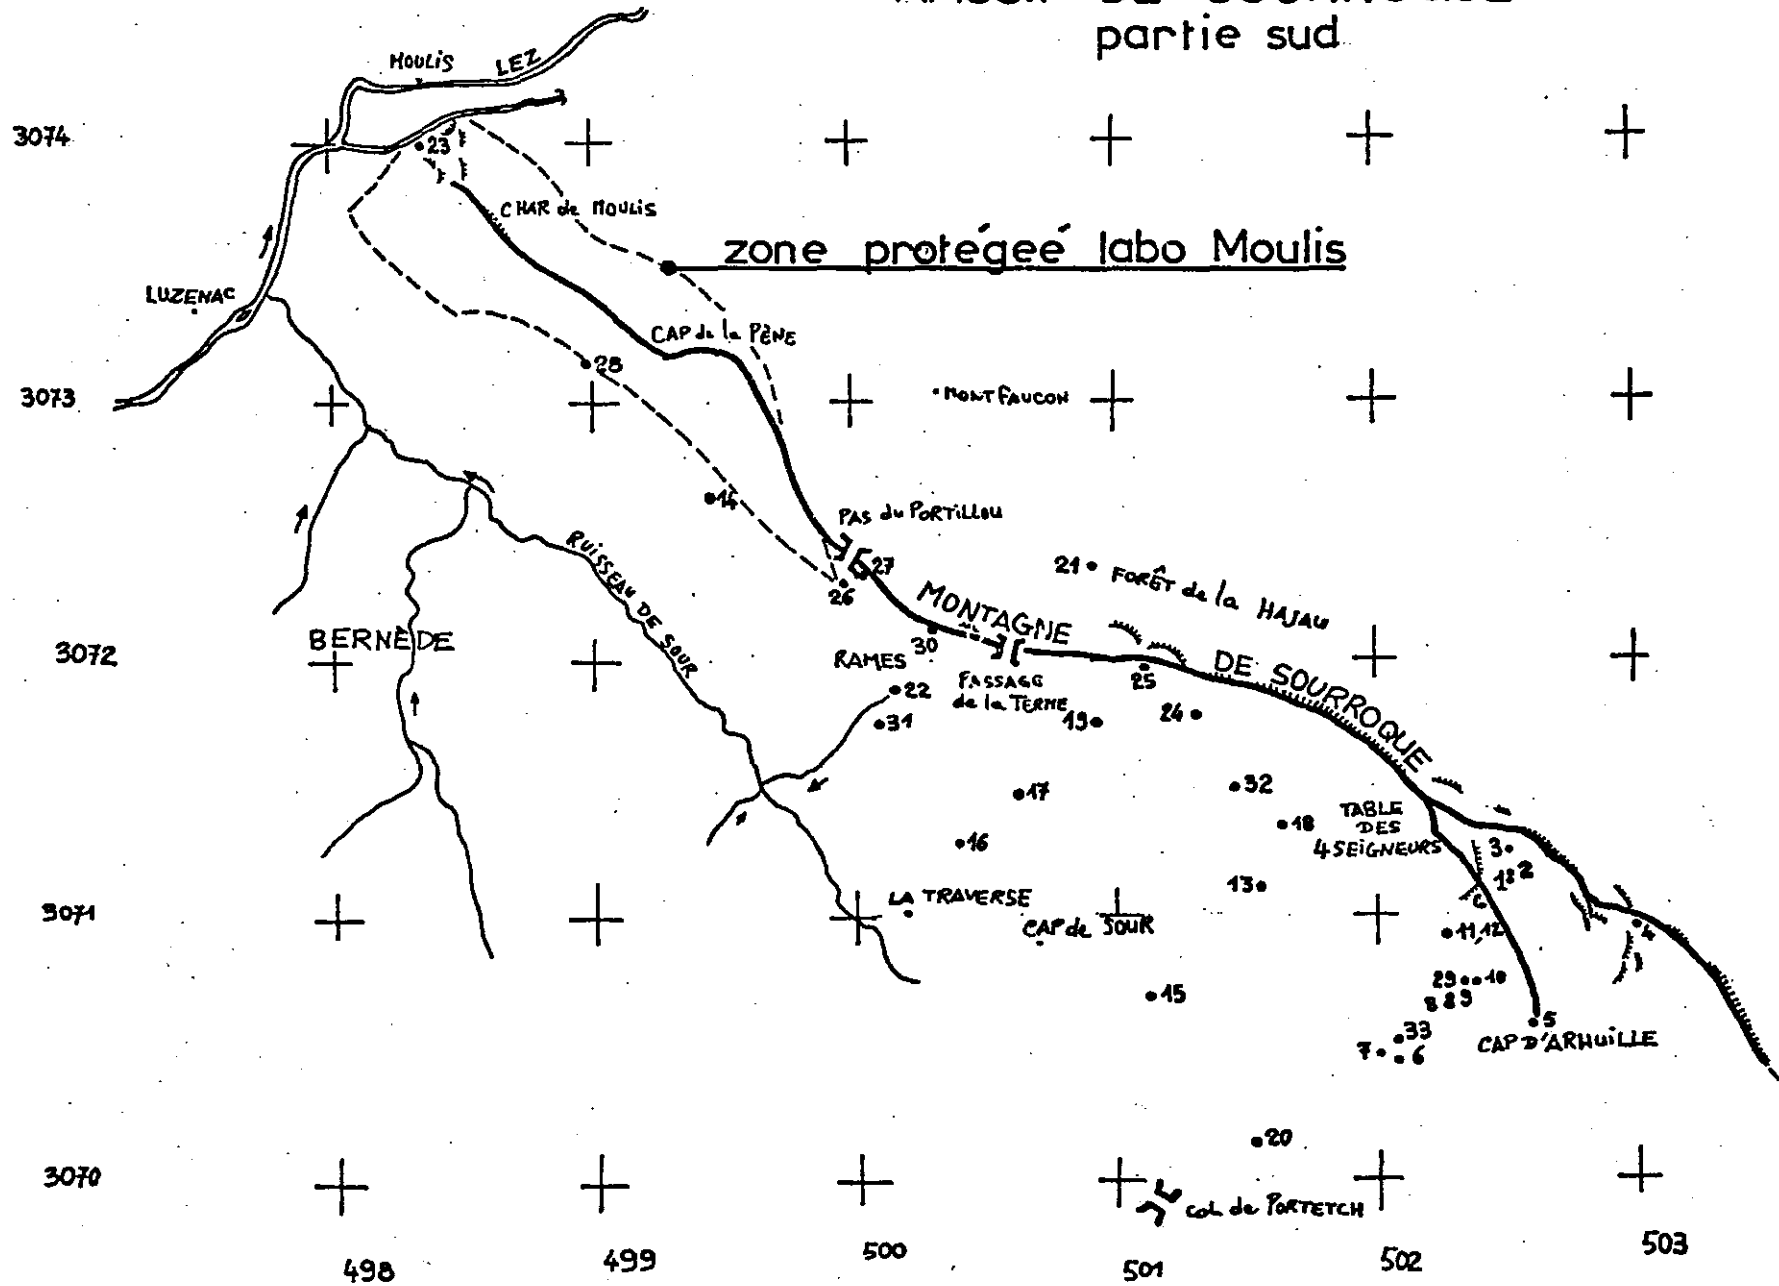 partie sud
MOULIS
LEZ
3074
23
CHAR de MOULIS
zone protégeé labo Moulis
LUZENAC
CAP de la PÈNE
28
3073
MONTFAUCON
14
PAS du PORTILLOU
RUISSEAU DE SOUR
27
21
FORÊT de la HAJAU
26
MONTAGNE
BERNÈDE
3072
30
RAMES
DE SOURROQUE
22
PASSAGE
de la TERME
25
31
19
24
17
32
TABLE
DES
4 SEIGNEURS
18
16
3
2
1
13
LA TRAVERSE
3071
CAP de SOUR
11,12
4
29
10
15
8 9
5
33
CAP D'ARHUILLE
7
6
20
3070
COL de PORTETCH
498
499
500
501
502
503